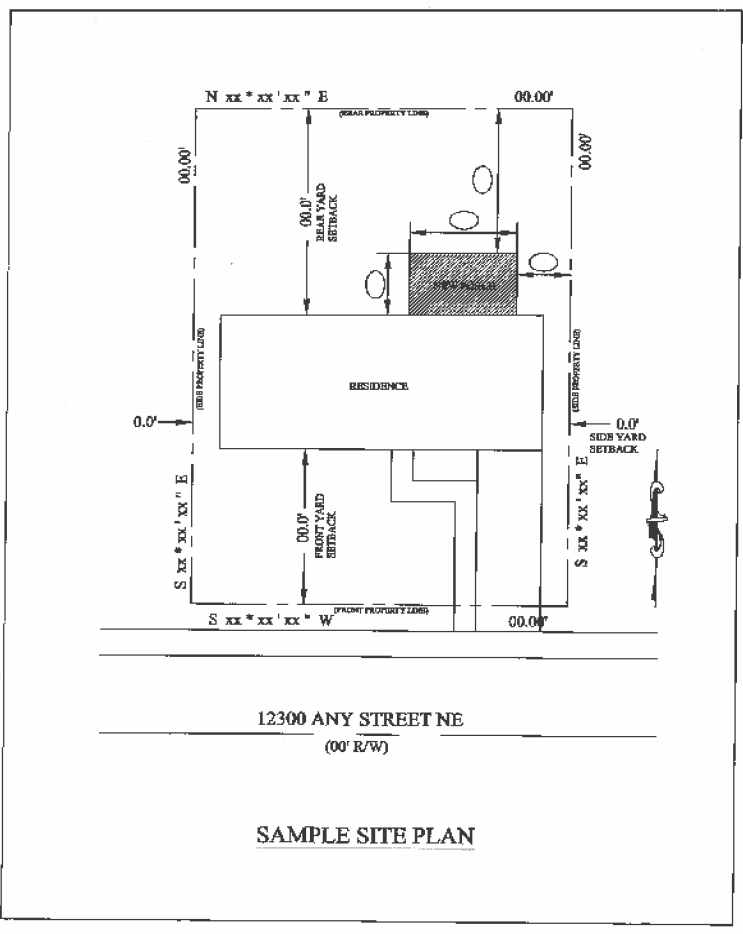 N xx * xx ' xx " E 00.00'
(REAR PROPERTY LINE)
00.00'
00.00'
00.0'
REAR YARD
SETBACK
(SIDE PROPERTY LINE)
(SIDE PROPERTY LINE)
RESIDENCE
0.0'
0.0'
SIDE YARD
SETBACK
S xx * xx ' xx " E
00.0'
FRONT YARD
SETBACK
S xx * xx ' xx " E
(FRONT PROPERTY LINE)
S xx * xx ' xx " W 00.00'
12300 ANY STREET NE
(00' R/W)
SAMPLE SITE PLAN